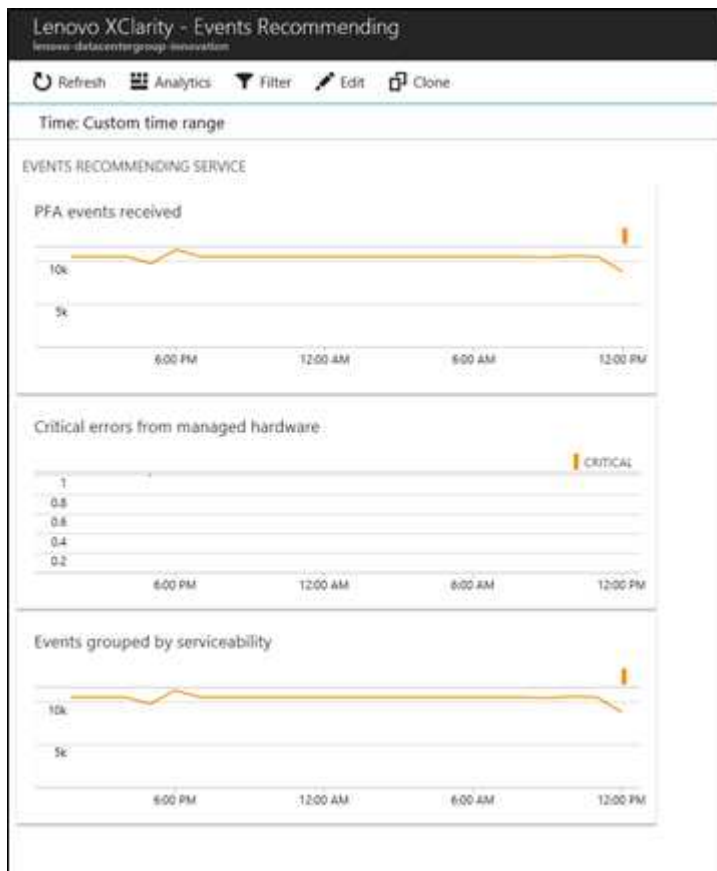 Lenovo XClarity - Events Recommending
lenovo-datacentergroup-innovation
Refresh Analytics Filter Edit Clone
Time: Custom time range
EVENTS RECOMMENDING SERVICE
PFA events received
10k
5k
6:00 PM 12:00 AM 6:00 AM 12:00 PM
Critical errors from managed hardware
CRITICAL
1
0.8
0.6
0.4
0.2
6:00 PM 12:00 AM 6:00 AM 12:00 PM
Events grouped by serviceability
10k
5k
6:00 PM 12:00 AM 6:00 AM 12:00 PM